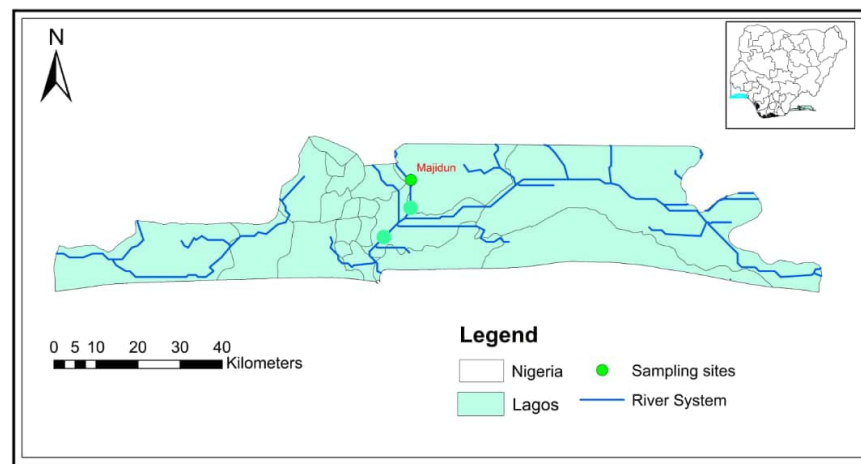 N
Majidun
0 5 10 20 30 40
Kilometers
Legend
Nigeria
Sampling sites
Lagos
River System